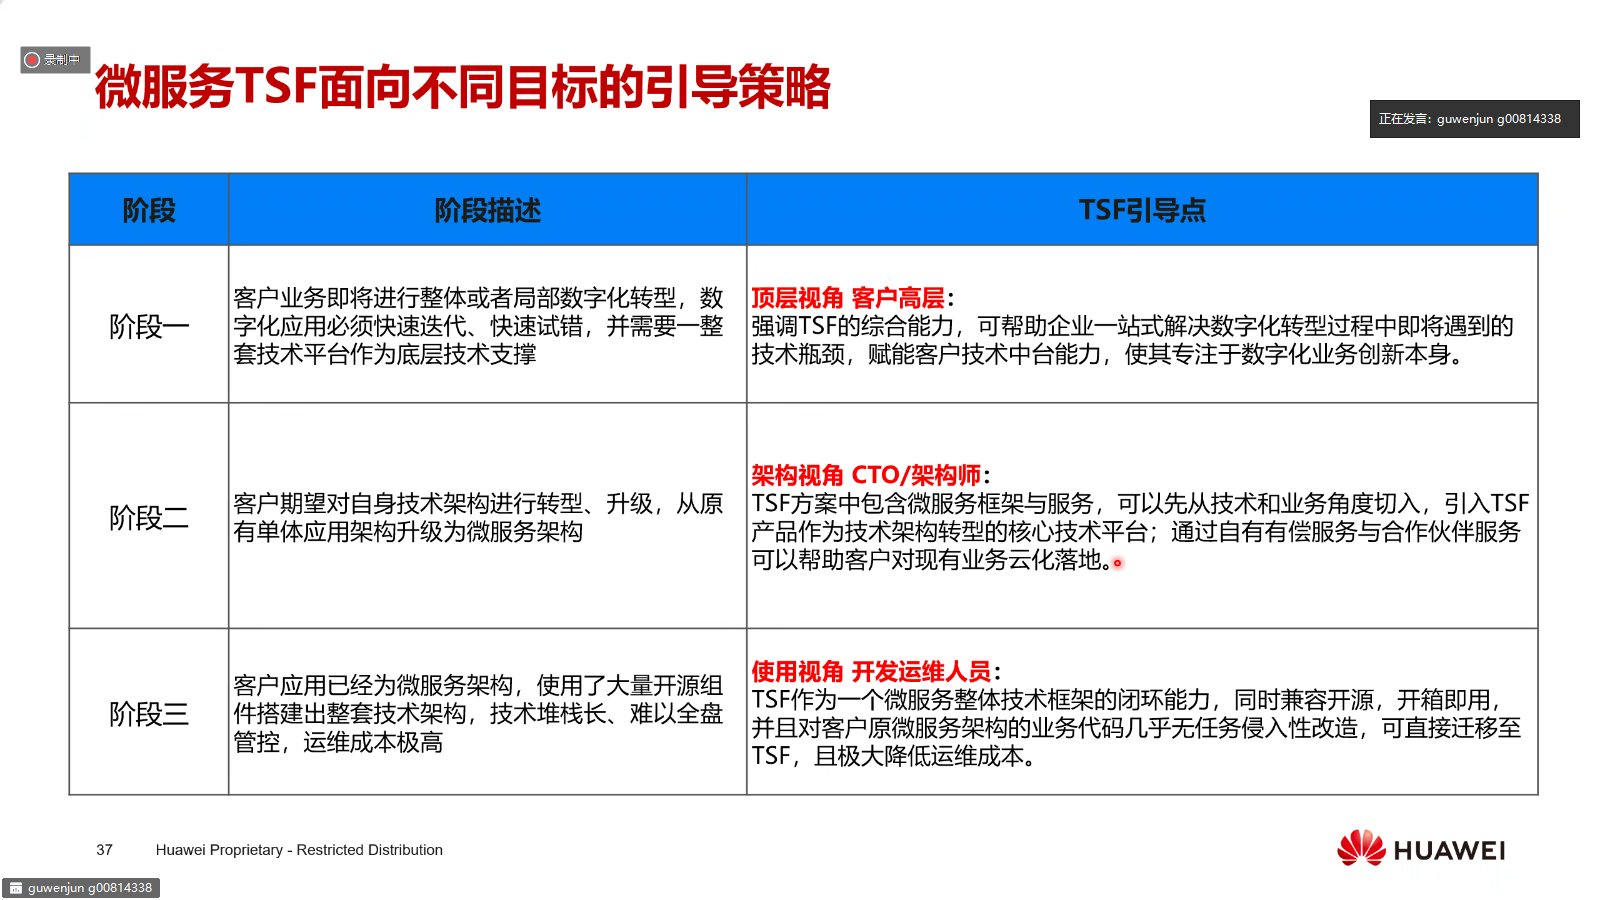 录制中
微服务TSF面向不同目标的引导策略
正在发言: guwenjun g00814338
阶段
阶段描述
TSF引导点
阶段一
客户业务即将进行整体或者局部数字化转型，数
字化应用必须快速迭代、快速试错，并需要一整
套技术平台作为底层技术支撑
顶层视角 客户高层：
强调TSF的综合能力，可帮助企业一站式解决数字化转型过程中即将遇到的
技术瓶颈，赋能客户技术中台能力，使其专注于数字化业务创新本身。
阶段二
客户期望对自身技术架构进行转型、升级，从原
有单体应用架构升级为微服务架构
架构视角 CTO/架构师：
TSF方案中包含微服务框架与服务，可以先从技术和业务角度切入，引入TSF
产品作为技术架构转型的核心技术平台；通过自有有偿服务与合作伙伴服务
可以帮助客户对现有业务云化落地。
阶段三
客户应用已经为微服务架构，使用了大量开源组
件搭建出整套技术架构，技术堆栈长、难以全盘
管控，运维成本极高
使用视角 开发运维人员：
TSF作为一个微服务整体技术框架的闭环能力，同时兼容开源，开箱即用，
并且对客户原微服务架构的业务代码几乎无任务侵入性改造，可直接迁移至
TSF，且极大降低运维成本。
37
Huawei Proprietary - Restricted Distribution
HUAWEI
guwenjun g00814338